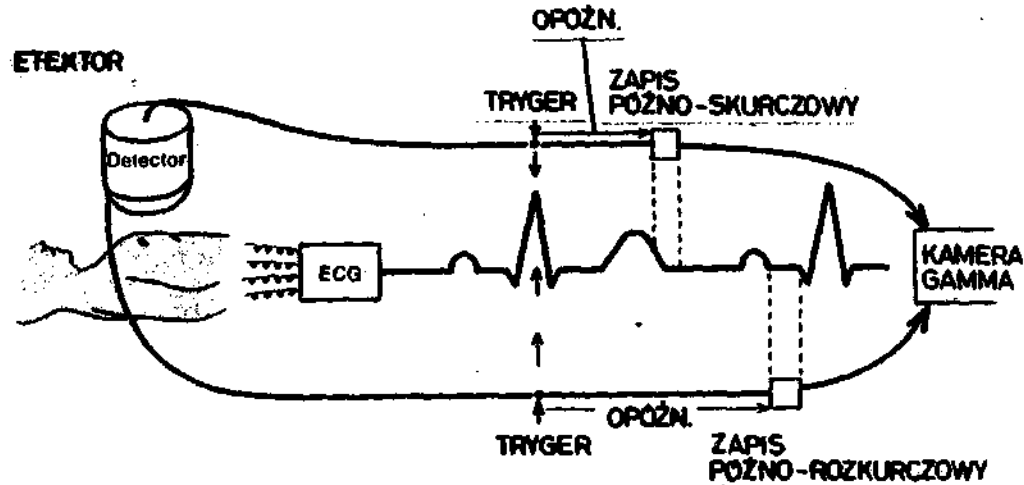 OPÓŹN.
ETEKTOR
ZAPIS
TRYGER PÓŹNO-SKURCZOWY
Detector
ECG
KAMERA
GAMMA
OPÓŹN.
TRYGER
ZAPIS
PÓŹNO-ROZKURCZOWY